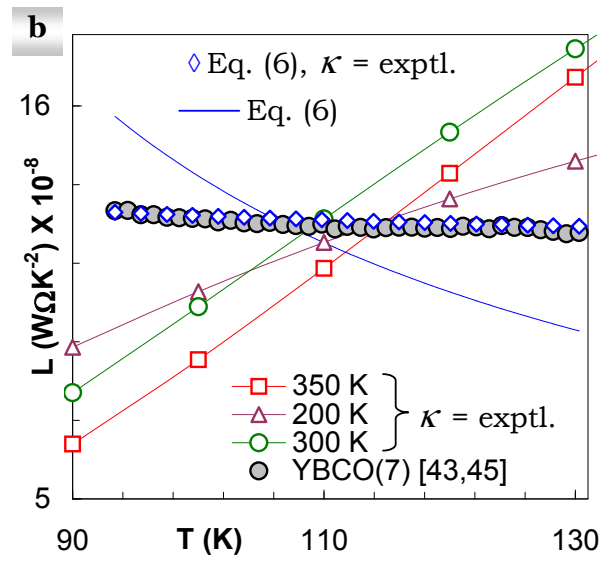 b
Eq. (6), κ = exptl.
Eq. (6)
16
L (WΩK⁻²) X 10⁻⁸
350 K
200 K
κ = exptl.
300 K
YBCO(7) [43,45]
5
90
T (K)
110
130